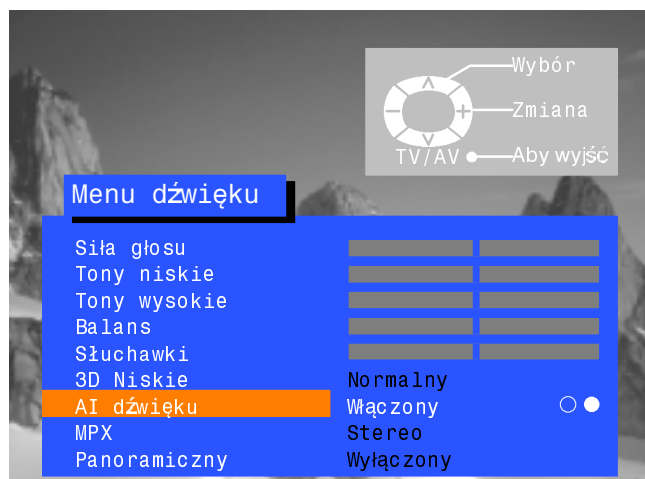 Wybór
Zmiana
TV/AV Aby wyjść
Menu dźwięku
Siła głosu
Tony niskie
Tony wysokie
Balans
Słuchawki
3D Niskie Normalny
AI dźwięku Włączony
MPX Stereo
Panoramiczny Wyłączony